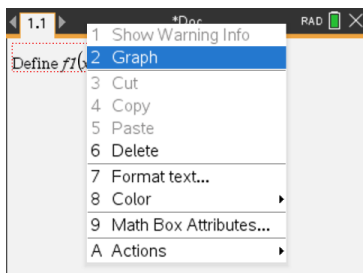 1.1 *Doc RAD
1 Show Warning Info
Define f1(x 2 Graph
3 Cut
4 Copy
5 Paste
6 Delete
7 Format text...
8 Color
9 Math Box Attributes...
A Actions